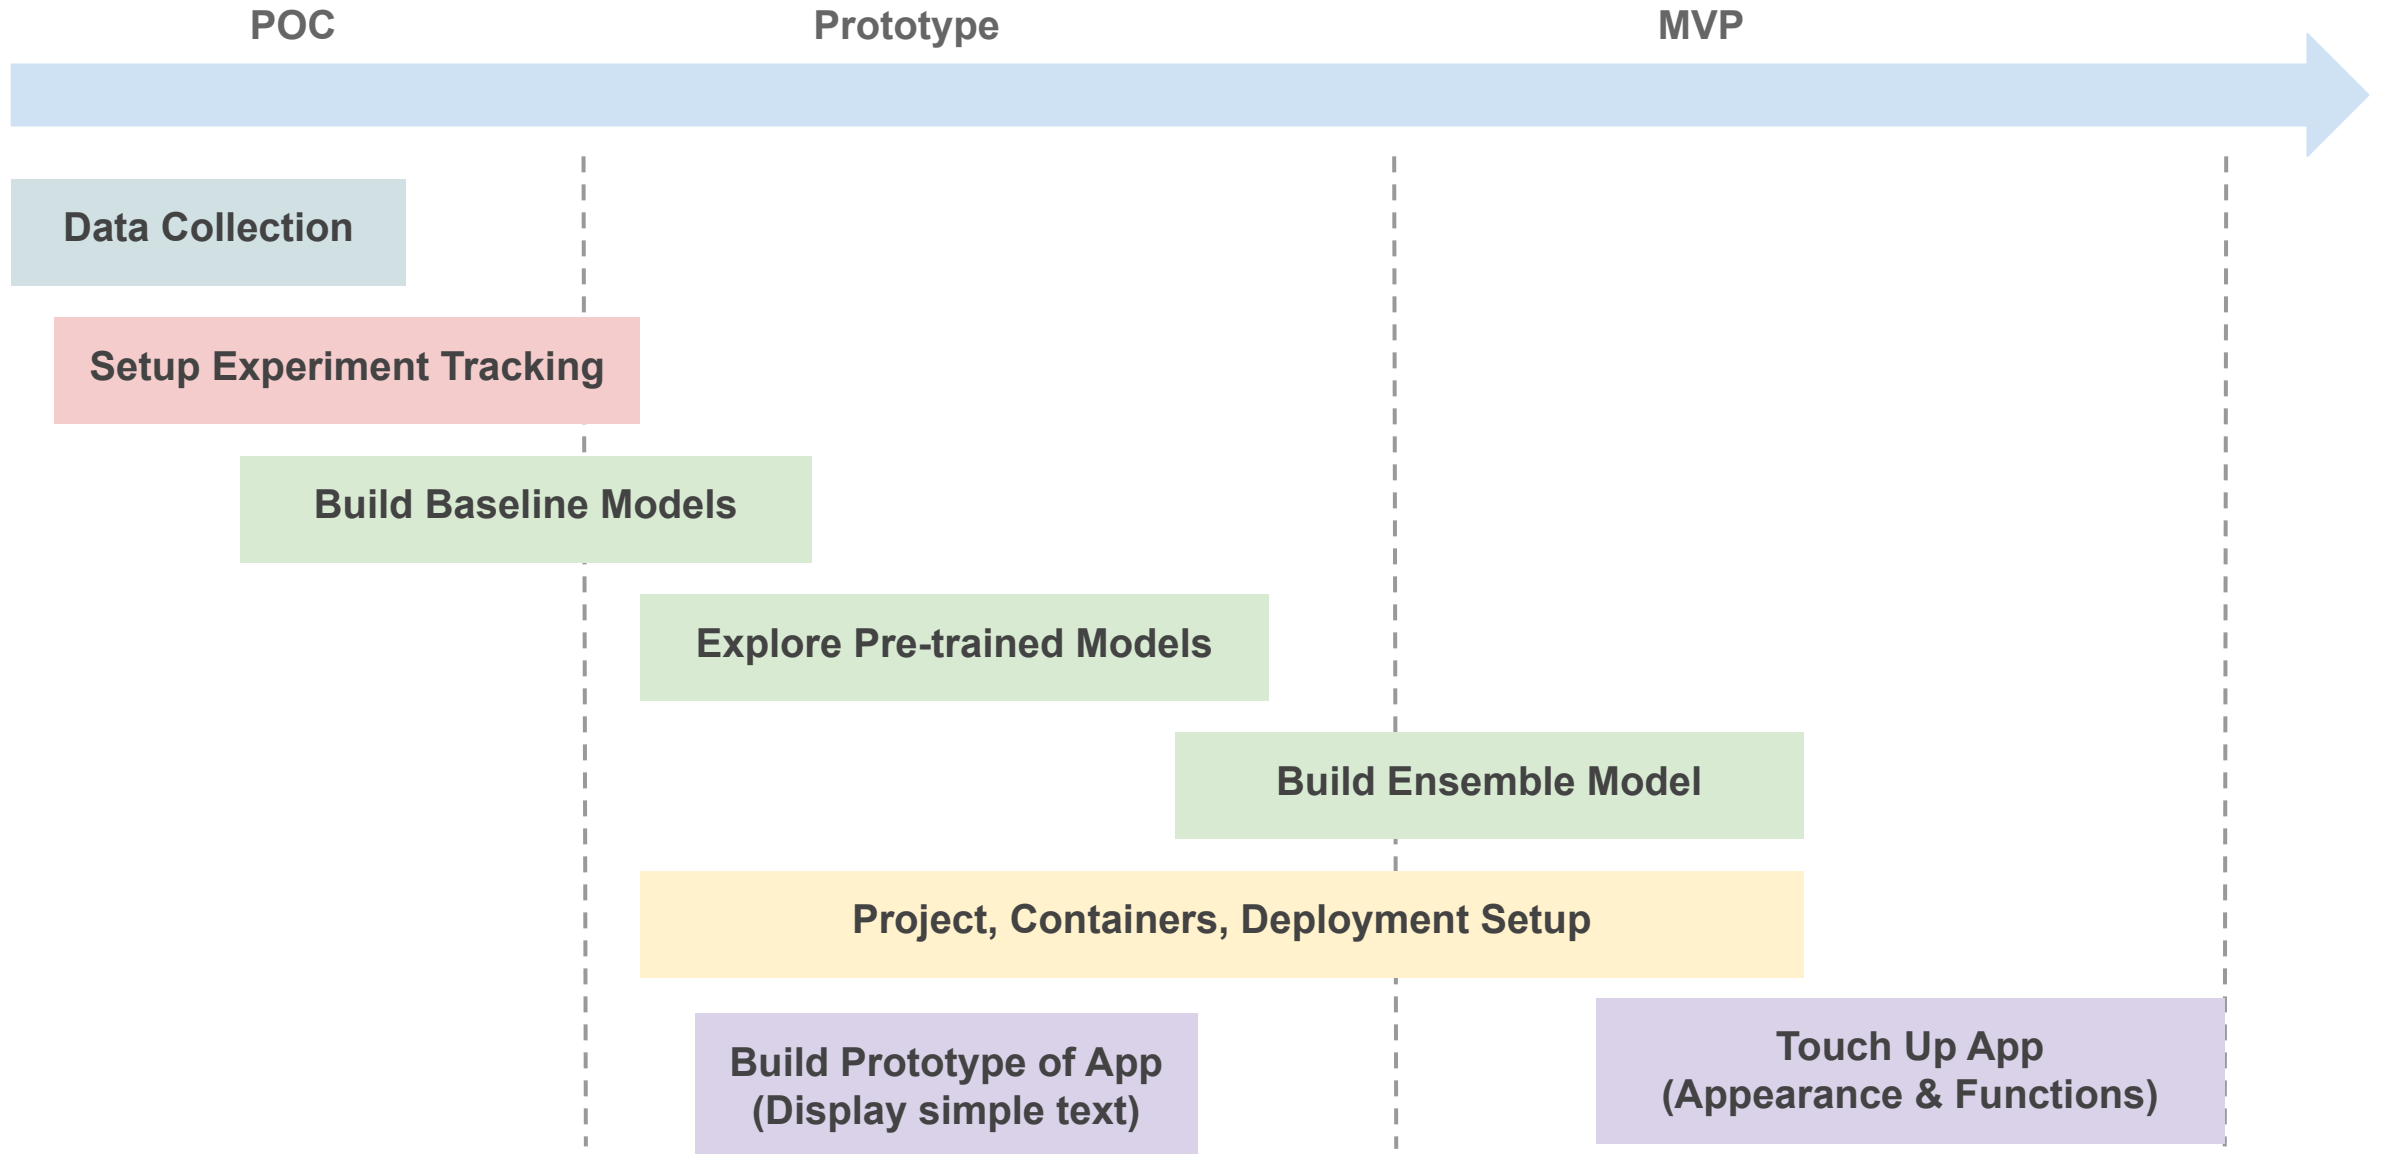 POC
Prototype
MVP
Data Collection
Setup Experiment Tracking
Build Baseline Models
Explore Pre-trained Models
Build Ensemble Model
Project, Containers, Deployment Setup
Build Prototype of App
(Display simple text)
Touch Up App
(Appearance & Functions)